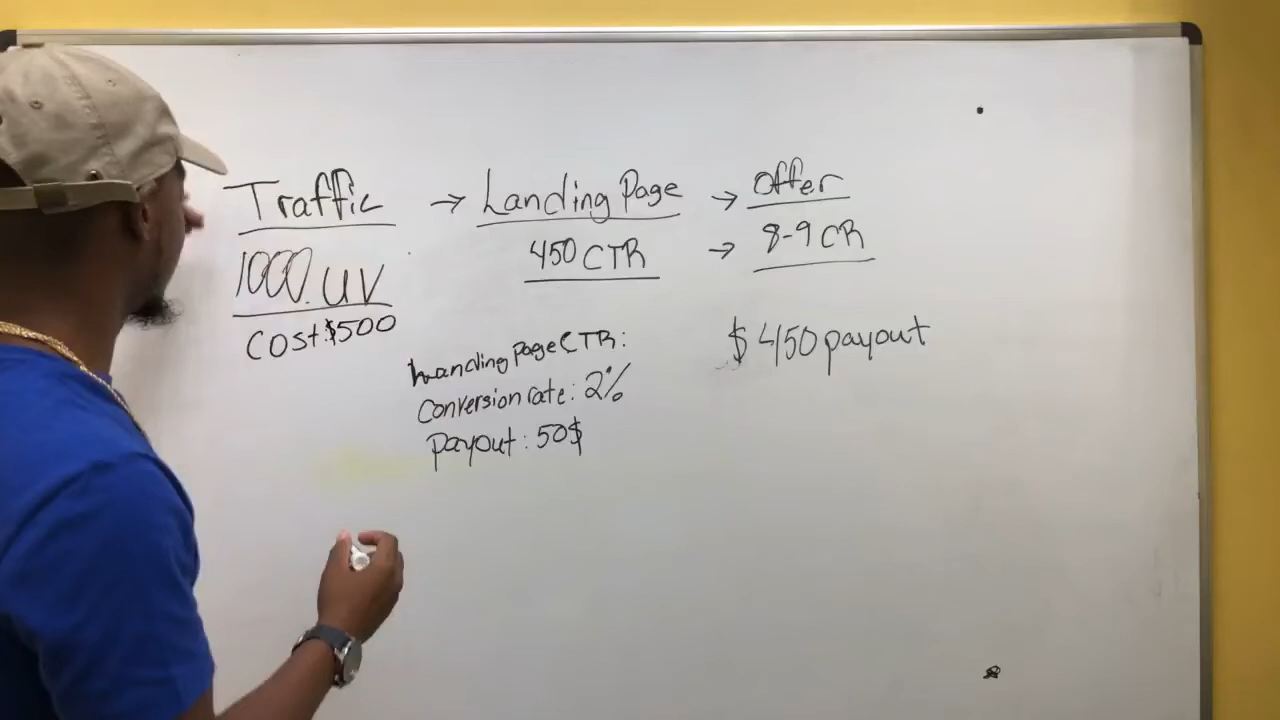 Traffic → Landing Page → Offer
1000.UV
450 CTR → 8-9 CR
Cost:$500
$450 payout
Landing page CTR:
Conversion rate: 2%
Payout: 50$